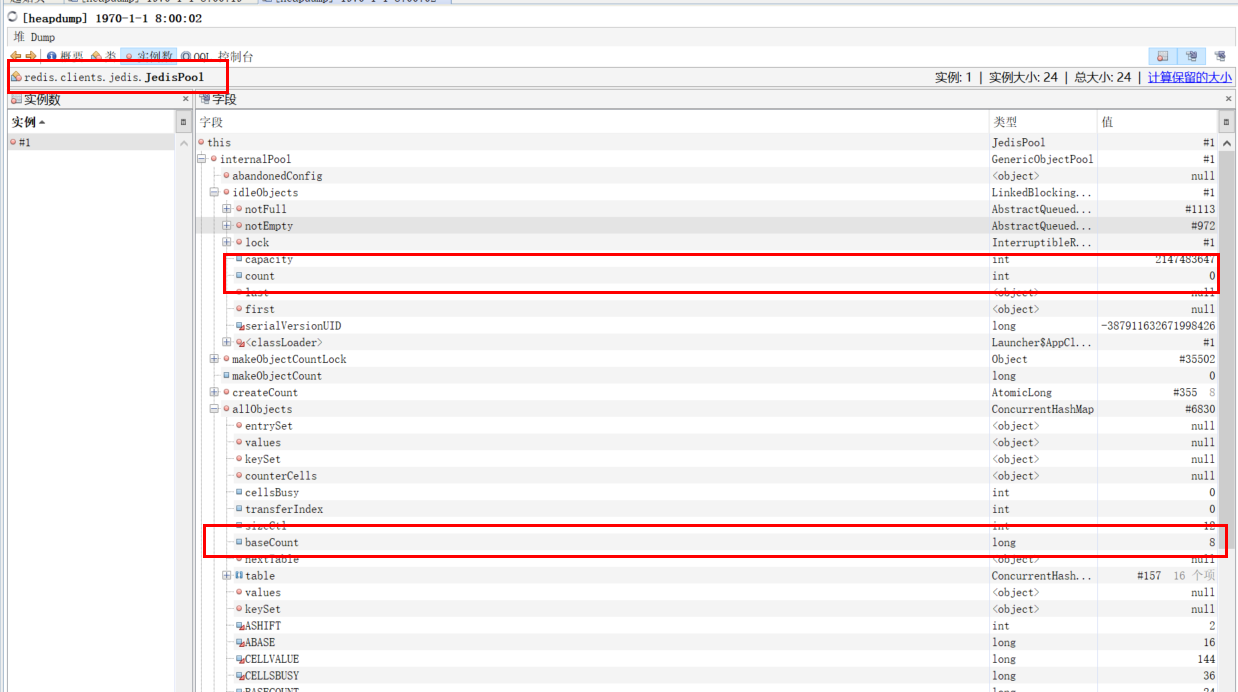 [heapdump] 1970-1-1 8:00:02
堆 Dump
概要 类 实例数 OQL 控制台
redis.clients.jedis.JedisPool 实例: 1 | 实例大小: 24 | 总大小: 24 | 计算保留的大小
实例数 × 字段 ×
实例 字段 类型 值
#1
this JedisPool #1
internalPool GenericObjectPool #1
abandonedConfig <object> null
idleObjects LinkedBlocking... #1
notFull AbstractQueued... #1113
notEmpty AbstractQueued... #972
lock InterruptibleR... #1
capacity int 2147483647
count int 0
last <object> null
first <object> null
serialVersionUID long -387911632671998426
<classLoader> Launcher$AppCl... #1
makeObjectCountLock Object #35502
makeObjectCount long 0
createCount AtomicLong #355 8
allObjects ConcurrentHashMap #6830
entrySet <object> null
values <object> null
keySet <object> null
counterCells <object> null
cellsBusy int 0
transferIndex int 0
sizeCtl int 12
baseCount long 8
nextTable <object> null
table ConcurrentHash... #157 16 个项
values <object> null
keySet <object> null
ASHIFT int 2
ABASE long 16
CELLVALUE long 144
CELLSBUSY long 36
BASECOUNT long 24